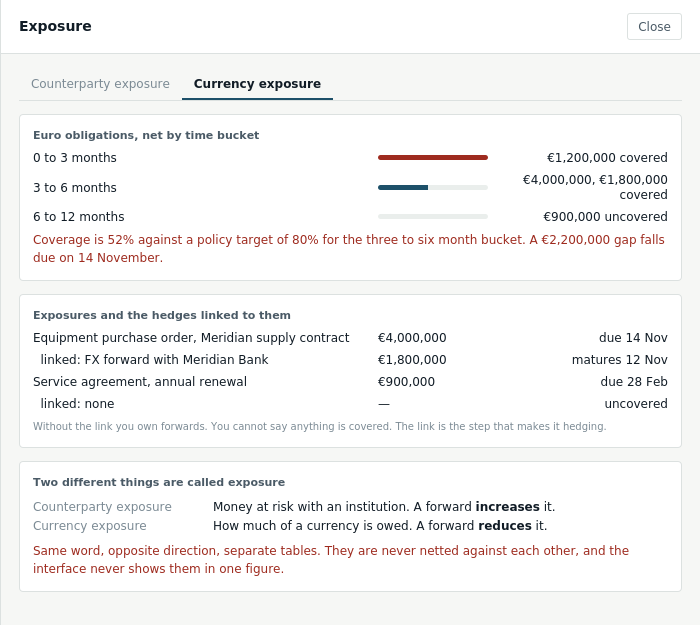 Exposure
Close
Counterparty exposure
Currency exposure
Euro obligations, net by time bucket
0 to 3 months
€1,200,000 covered
3 to 6 months
€4,000,000, €1,800,000
covered
6 to 12 months
€900,000 uncovered
Coverage is 52% against a policy target of 80% for the three to six month bucket. A €2,200,000 gap falls
due on 14 November.
Exposures and the hedges linked to them
Equipment purchase order, Meridian supply contract €4,000,000 due 14 Nov
linked: FX forward with Meridian Bank €1,800,000 matures 12 Nov
Service agreement, annual renewal €900,000 due 28 Feb
linked: none — uncovered
Without the link you own forwards. You cannot say anything is covered. The link is the step that makes it hedging.
Two different things are called exposure
Counterparty exposure Money at risk with an institution. A forward increases it.
Currency exposure How much of a currency is owed. A forward reduces it.
Same word, opposite direction, separate tables. They are never netted against each other, and the
interface never shows them in one figure.